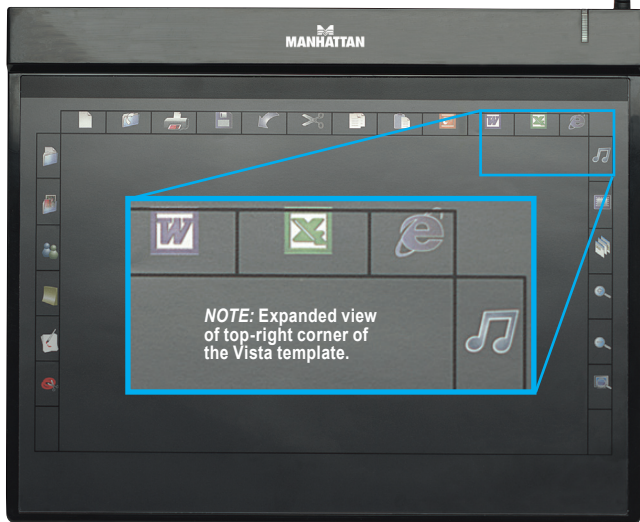 MANHATTAN
W
X
e
NOTE: Expanded view
of top-right corner of
the Vista template.